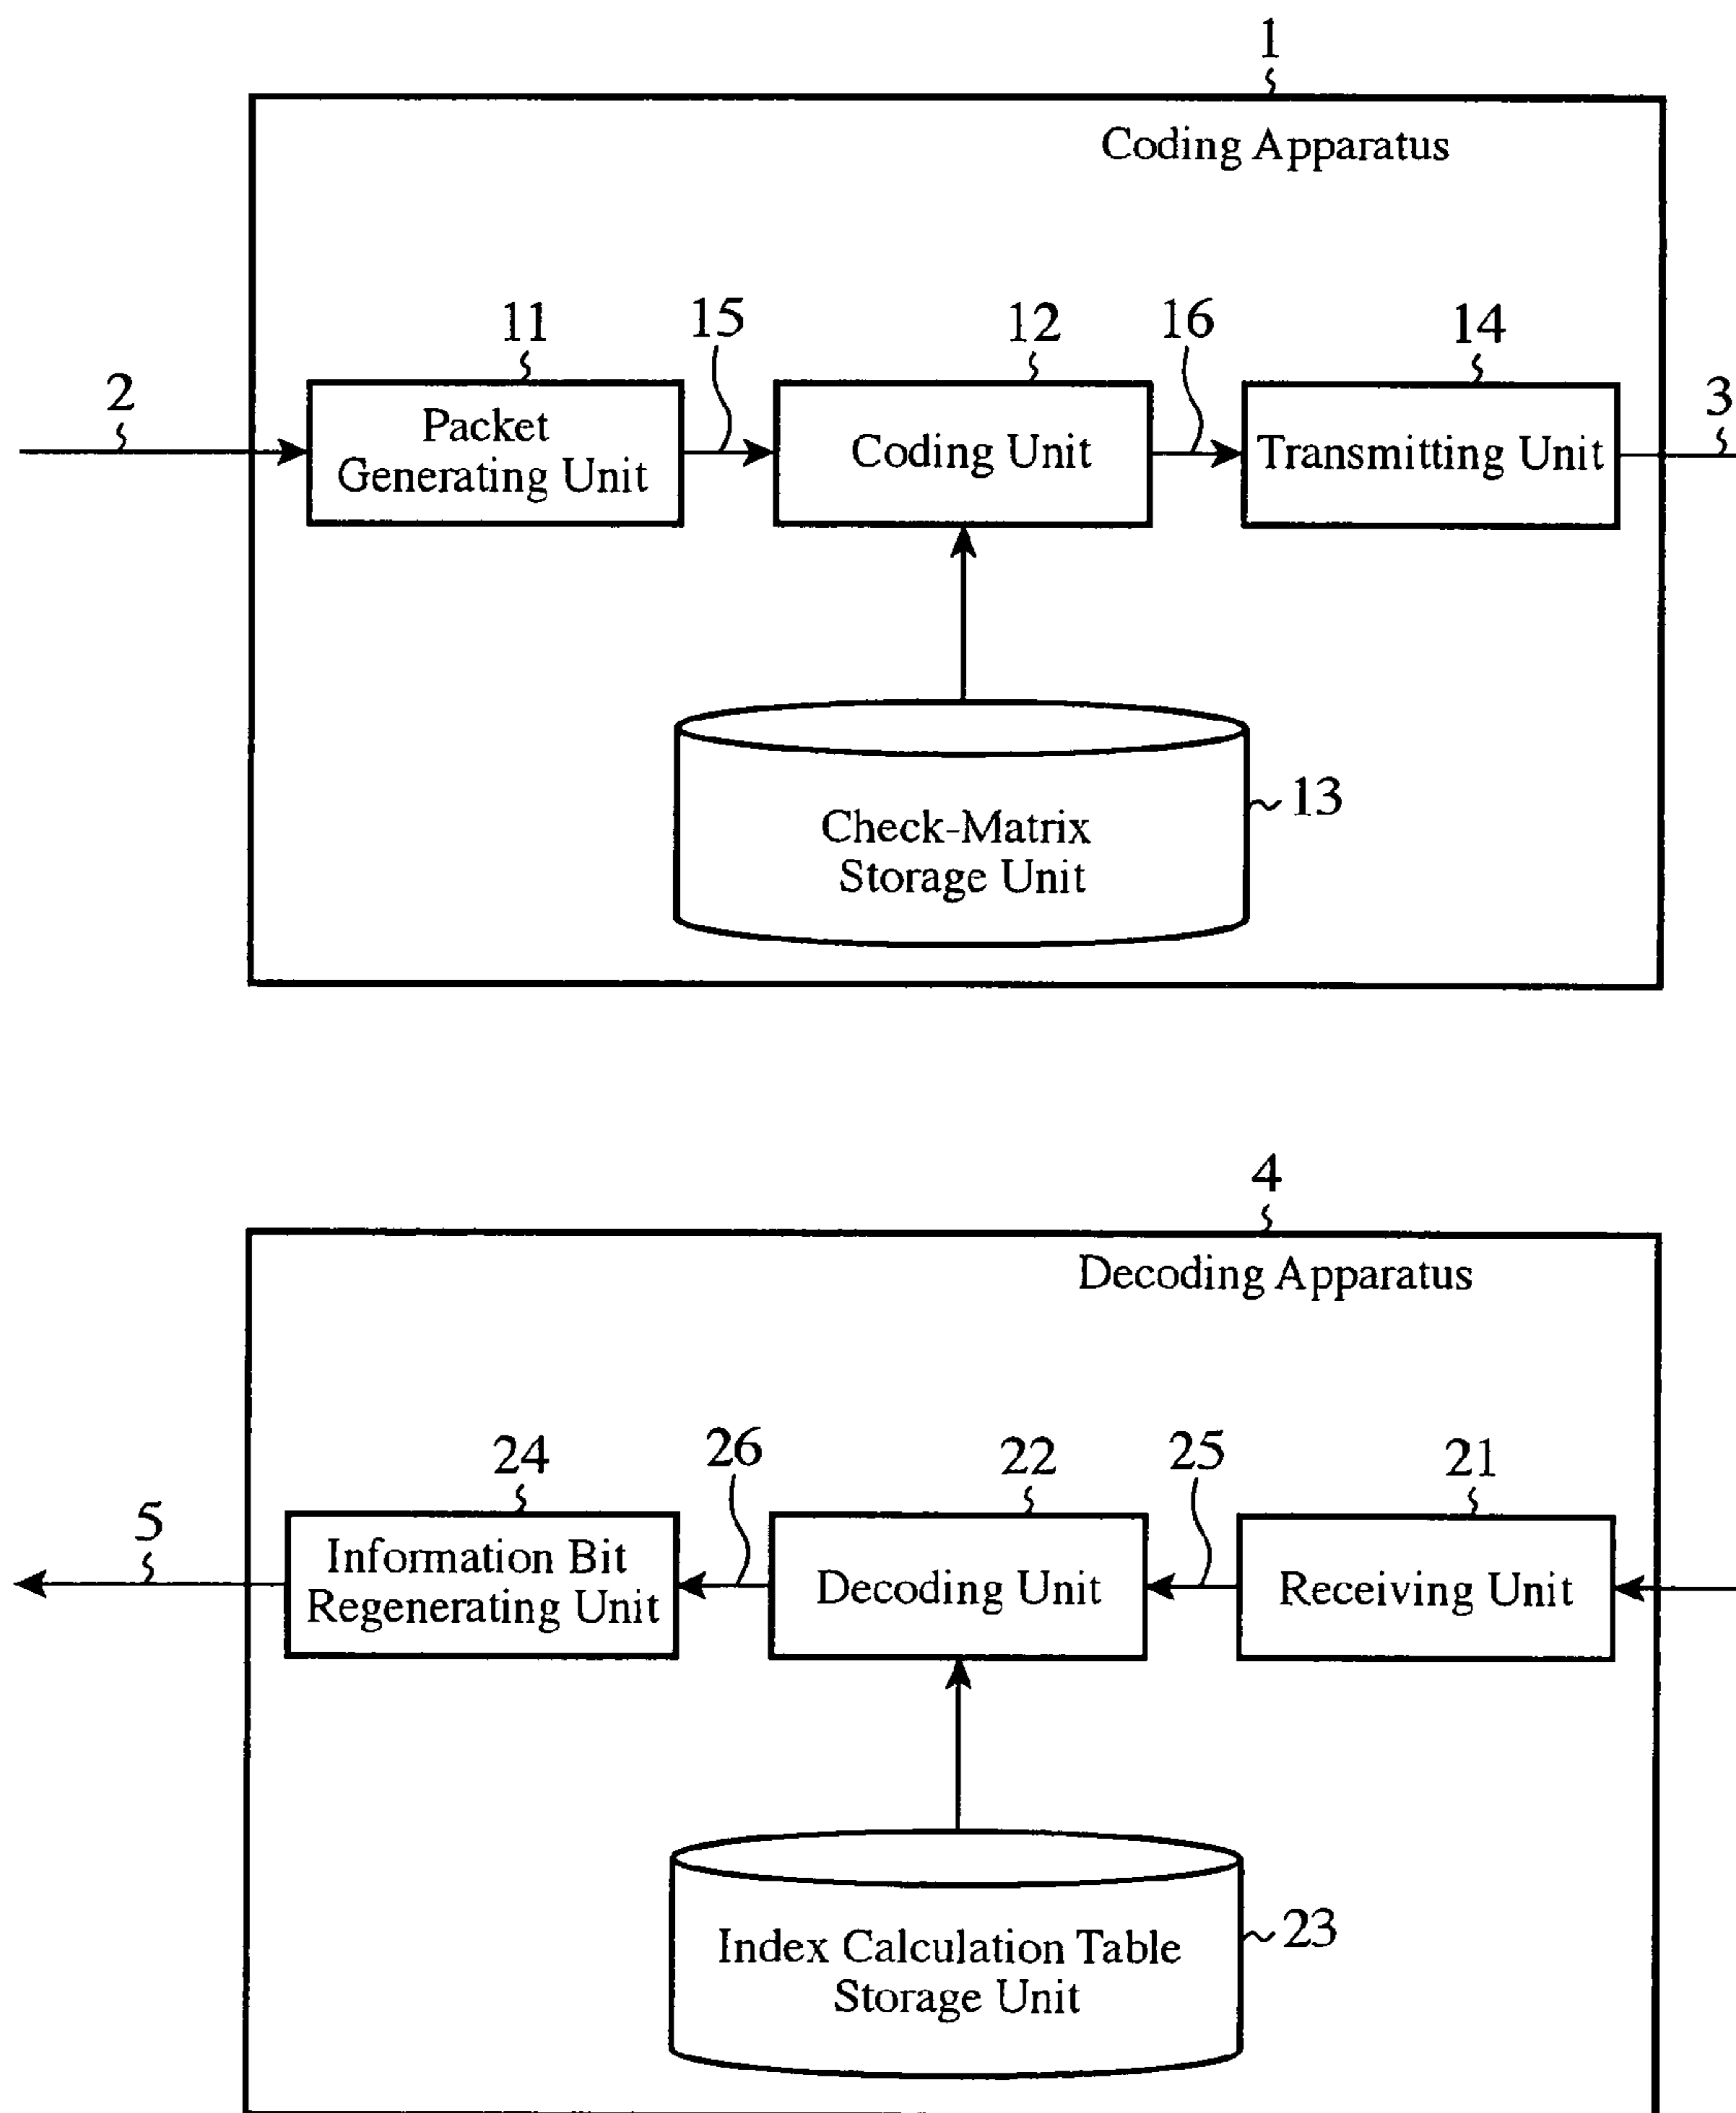 1
Coding Apparatus
11
15
12
16
14
2
3
Packet
Generating Unit
Coding Unit
Transmitting Unit
13
Check-Matrix
Storage Unit
4
Decoding Apparatus
24
26
22
25
21
5
Information Bit
Regenerating Unit
Decoding Unit
Receiving Unit
23
Index Calculation Table
Storage Unit